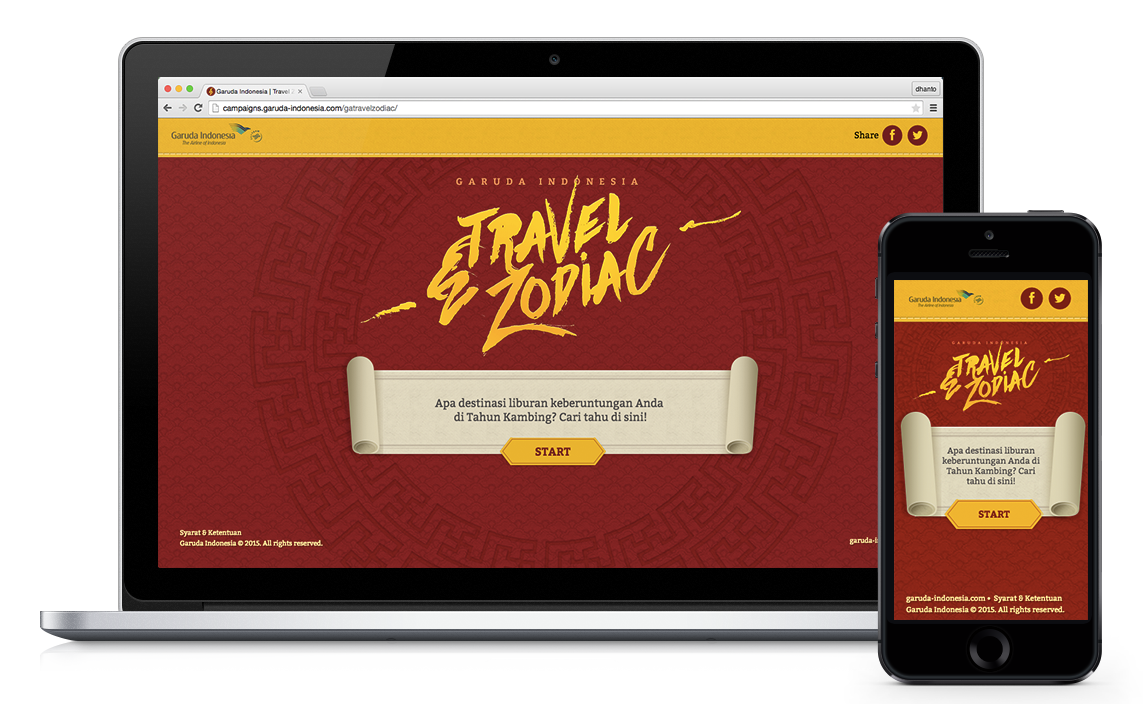 Garuda Indonesia | Travel
dhanto
campaigns.garuda-indonesia.com/gatravelzodiac/
Garuda Indonesia
The Airline of Indonesia
Share
GARUDA INDONESIA
TRAVEL
& ZODIAC
Apa destinasi liburan keberuntungan Anda
di Tahun Kambing? Cari tahu di sini!
START
Syarat & Ketentuan
Garuda Indonesia © 2015. All rights reserved.
garuda-i
Garuda Indonesia
The Airline of Indonesia
GARUDA INDONESIA
TRAVEL
& ZODIAC
Apa destinasi liburan
keberuntungan Anda di
Tahun Kambing? Cari
tahu di sini!
START
garuda-indonesia.com • Syarat & Ketentuan
Garuda Indonesia © 2015. All rights reserved.